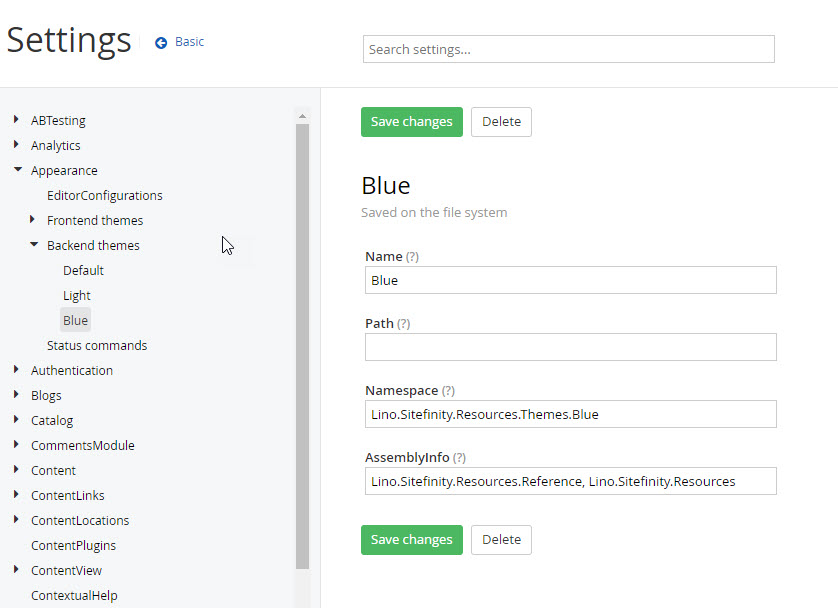 Settings
Basic
Search settings...
ABTesting
Analytics
Appearance
EditorConfigurations
Frontend themes
Backend themes
Default
Light
Blue
Status commands
Authentication
Blogs
Catalog
CommentsModule
Content
ContentLinks
ContentLocations
ContentPlugins
ContentView
ContextualHelp
Save changes Delete
Blue
Saved on the file system
Name (?)
Blue
Path (?)
Namespace (?)
Lino.Sitefinity.Resources.Themes.Blue
AssemblyInfo (?)
Lino.Sitefinity.Resources.Reference, Lino.Sitefinity.Resources
Save changes Delete